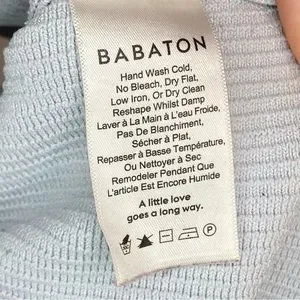 BABATON
Hand Wash Cold,
No Bleach, Dry Flat,
Low Iron, Or Dry Clean
Reshape Whilst Damp
Laver à La Main à L'eau Froide,
Pas De Blanchiment,
Sécher à Plat,
Repasser à Basse Température,
Ou Nettoyer à Sec
Remodeler Pendant Que
L'article Est Encore Humide
A little love
goes a long way.
P